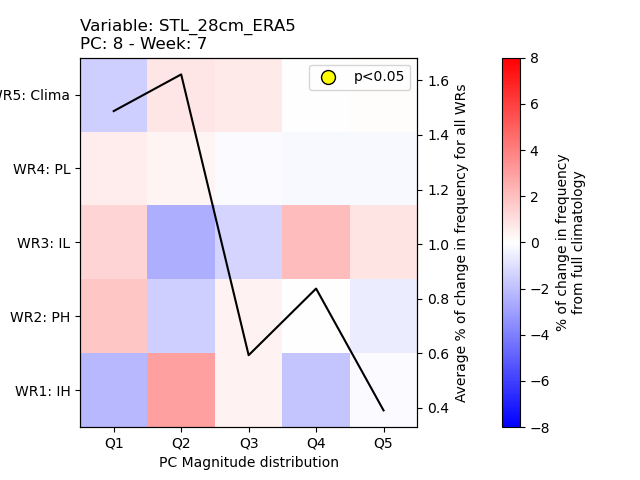 Variable: STL_28cm_ERA5
PC: 8 - Week: 7
p<0.05
WR5: Clima
WR4: PL
WR3: IL
WR2: PH
WR1: IH
Q1 Q2 Q3 Q4 Q5
PC Magnitude distribution
1.6
1.4
1.2
1.0
0.8
0.6
0.4
Average % of change in frequency for all WRs
8
6
4
2
0
−2
−4
−6
−8
% of change in frequency
from full climatology